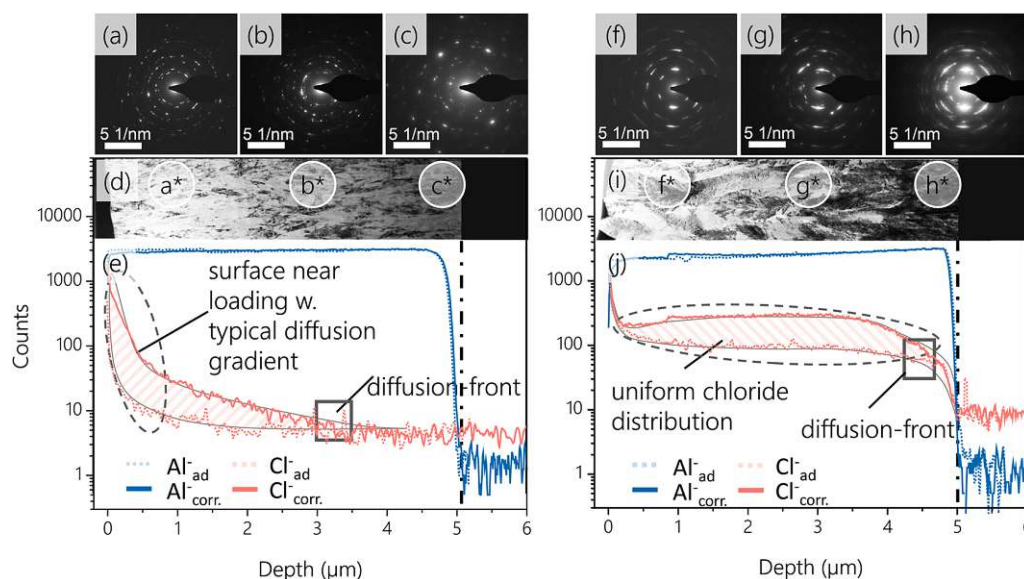 (a)
(b)
(c)
5 1/nm
5 1/nm
5 1/nm
(f)
(g)
(h)
5 1/nm
5 1/nm
5 1/nm
(d)
a*
b*
c*
(i)
f*
g*
h*
10000
1000
100
10
1
Counts
(e)
surface near
loading w.
typical diffusion
gradient
diffusion-front
Al⁻ad
Cl⁻ad
Al⁻corr.
Cl⁻corr.
0 1 2 3 4 5 6
Depth (µm)
10000
1000
100
10
1
(j)
uniform chloride
distribution
diffusion-front
Al⁻ad
Cl⁻ad
Al⁻corr.
Cl⁻corr.
0 1 2 3 4 5
Depth (µm)